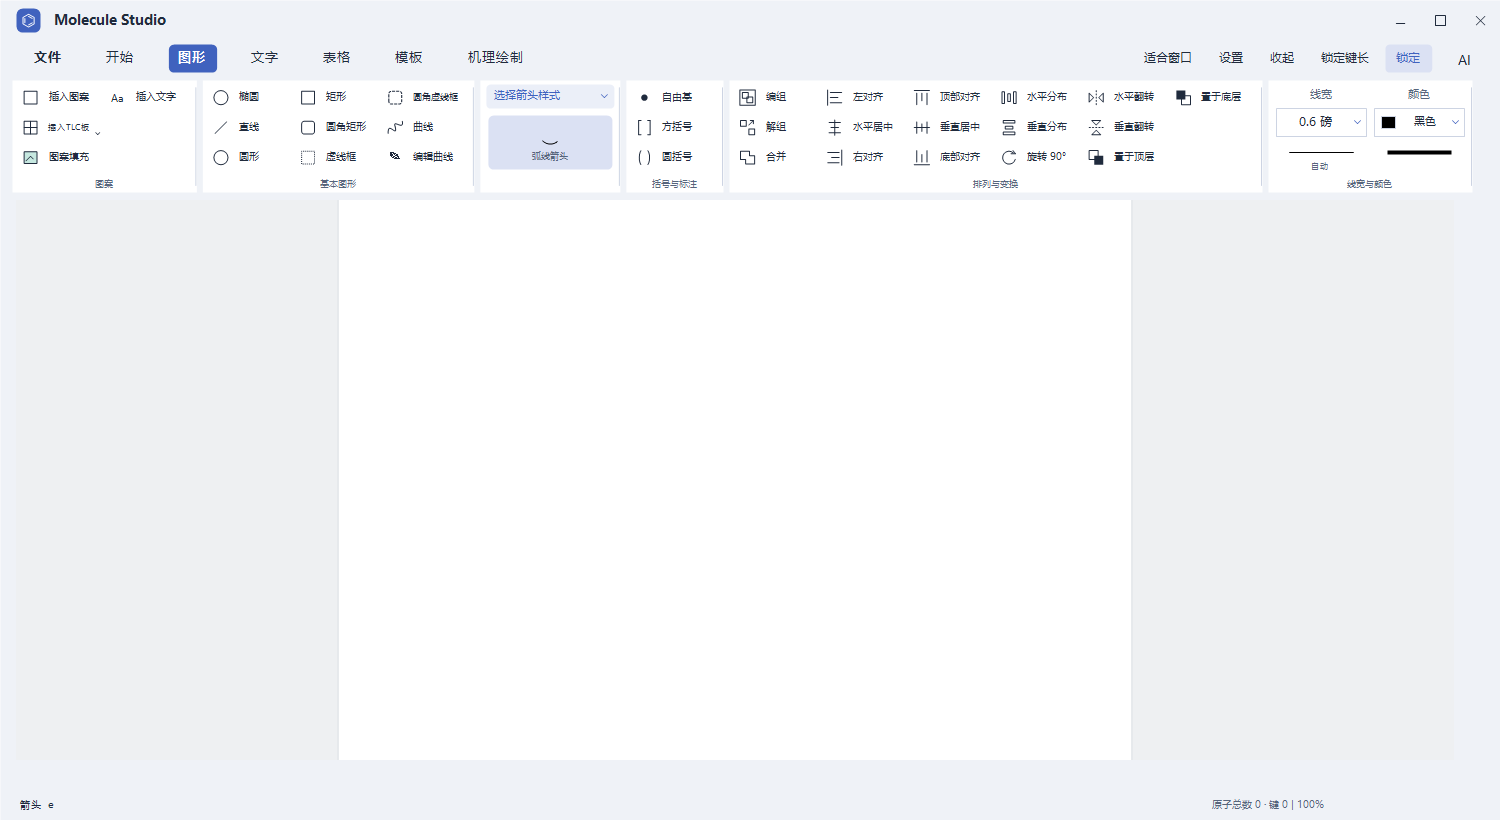 Molecule Studio
文件 开始 图形 文字 表格 模板 机理绘制 适合窗口 设置 收起 锁定键长 锁定 AI
插入图案 Aa 插入文字
插入TLC板
图案填充
图案
椭圆 矩形 圆角虚线框
直线 圆角矩形 曲线
圆形 虚线框 编辑曲线
基本图形
选择箭头样式
弧线箭头
自由基
方括号
圆括号
括号与标注
编组 左对齐 顶部对齐 水平分布 水平翻转 置于底层
解组 水平居中 垂直居中 垂直分布 垂直翻转
合并 右对齐 底部对齐 旋转 90° 置于顶层
排列与变换
线宽 颜色
0.6 磅 黑色
自动
线宽与颜色
箭头 e
原子总数 0 · 键 0 | 100%